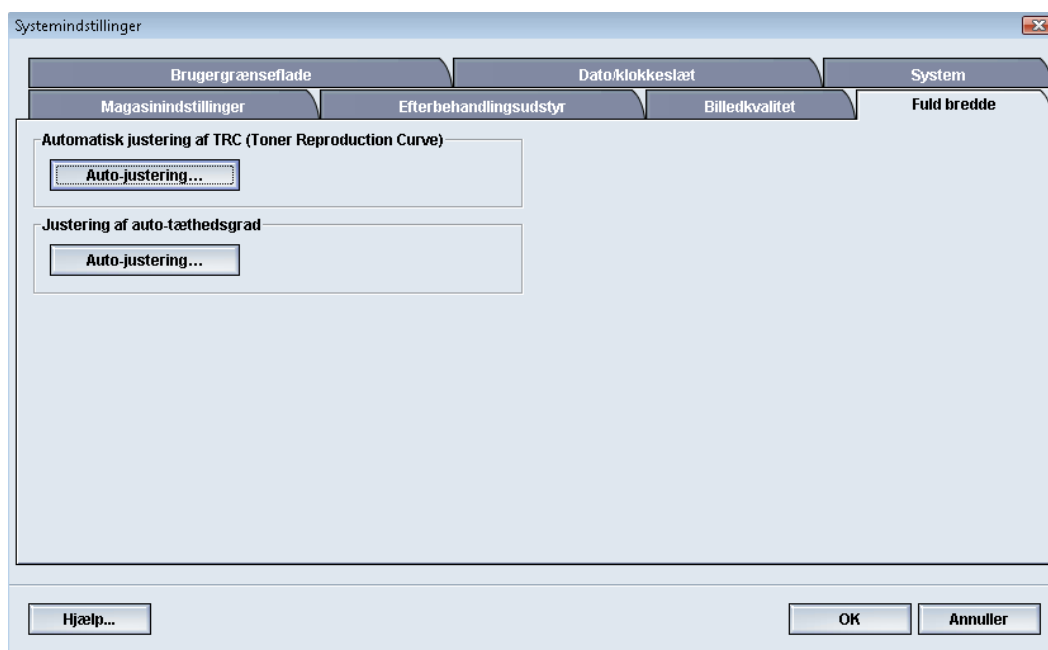 Systemindstillinger
Brugergrænseflade
Dato/klokkeslæt
System
Magasinindstillinger
Efterbehandlingsudstyr
Billedkvalitet
Fuld bredde
Automatisk justering af TRC (Toner Reproduction Curve)
Auto-justering...
Justering af auto-tæthedsgrad
Auto-justering...
Hjælp...
OK
Annuller